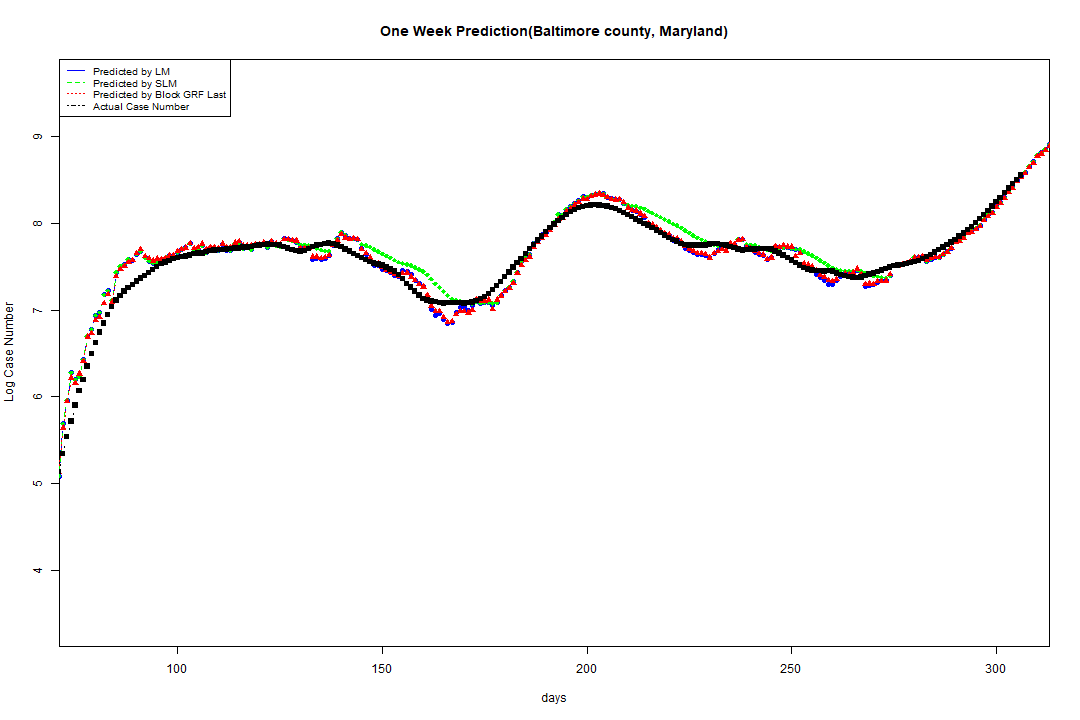 One Week Prediction(Baltimore county, Maryland)
Predicted by LM
Predicted by SLM
Predicted by Block GRF Last
Actual Case Number
9
8
7
6
5
4
Log Case Number
100 150 200 250 300
days